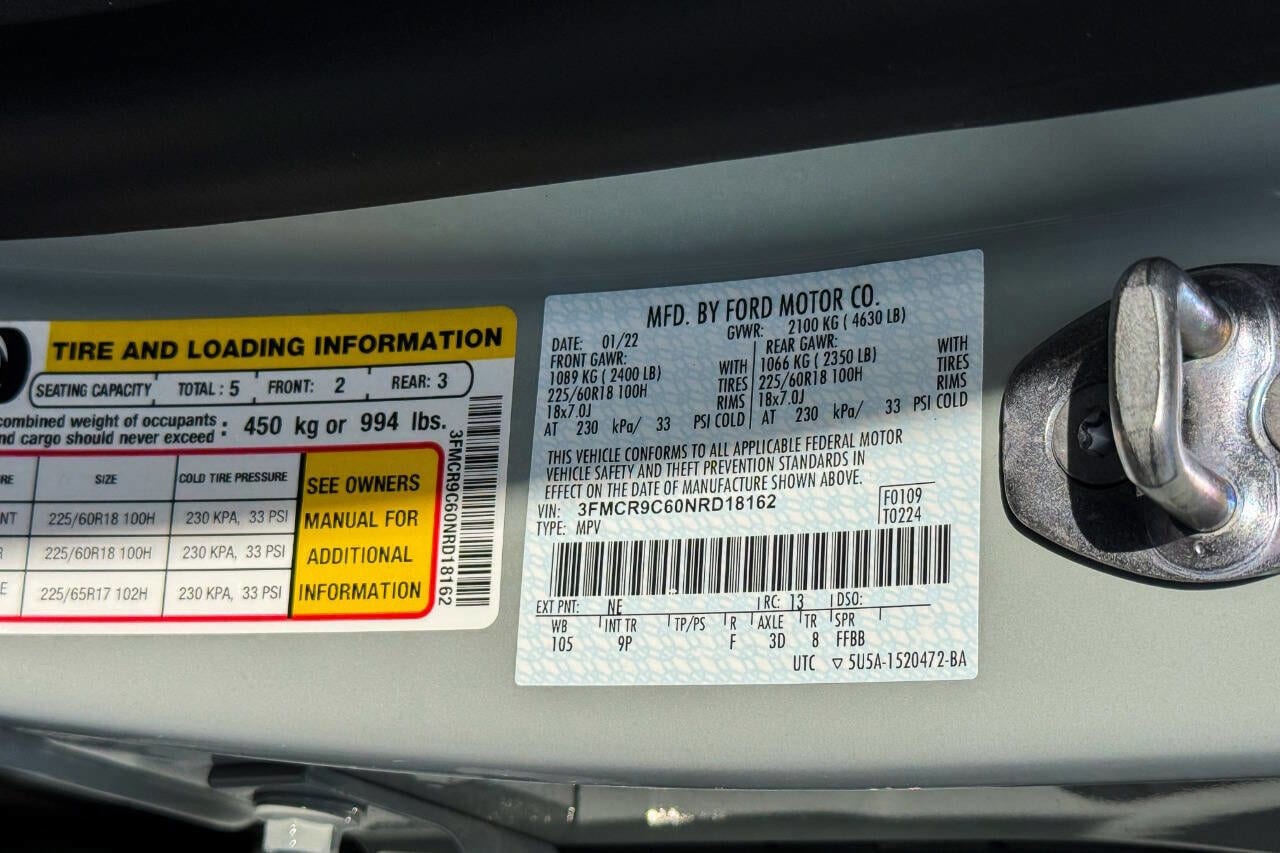 TIRE AND LOADING INFORMATION
SEATING CAPACITY TOTAL : 5 FRONT: 2 REAR: 3
combined weight of occupants
nd cargo should never exceed : 450 kg or 994 lbs.
RE SIZE COLD TIRE PRESSURE
NT 225/60R18 100H 230 KPA, 33 PSI
R 225/60R18 100H 230 KPA, 33 PSI
E 225/65R17 102H 230 KPA, 33 PSI
SEE OWNERS
MANUAL FOR
ADDITIONAL
INFORMATION
3FMCR9C60NRD18162
MFD. BY FORD MOTOR CO.
DATE: 01/22 GVWR: 2100 KG ( 4630 LB)
FRONT GAWR: REAR GAWR:
1089 KG ( 2400 LB) WITH 1066 KG ( 2350 LB) WITH
225/60R18 100H TIRES 225/60R18 100H TIRES
18x7.0J RIMS 18x7.0J RIMS
AT 230 kPa/ 33 PSI COLD AT 230 kPa/ 33 PSI COLD
THIS VEHICLE CONFORMS TO ALL APPLICABLE FEDERAL MOTOR
VEHICLE SAFETY AND THEFT PREVENTION STANDARDS IN
EFFECT ON THE DATE OF MANUFACTURE SHOWN ABOVE.
VIN: 3FMCR9C60NRD18162 F0109
TYPE: MPV T0224
EXT PNT: NE RC: 13 DSO:
WB INT TR TP/PS R AXLE TR SPR
105 9P F 3D 8 FFBB
UTC ▽ 5U5A-1520472-BA